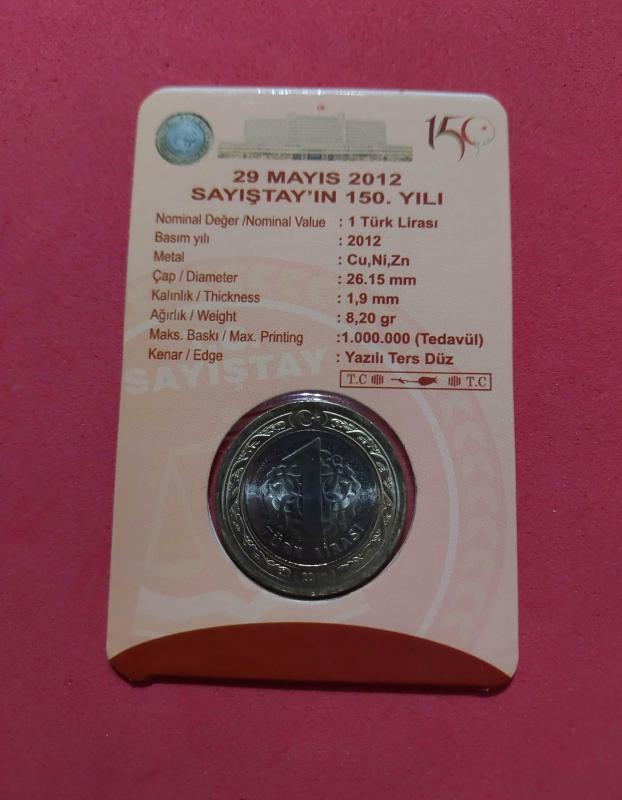 150
29 MAYIS 2012
SAYIŞTAY'IN 150. YILI
Nominal Değer /Nominal Value : 1 Türk Lirası
Basım yılı : 2012
Metal : Cu,Ni,Zn
Çap / Diameter : 26.15 mm
Kalınlık / Thickness : 1,9 mm
Ağırlık / Weight : 8,20 gr
Maks. Baskı / Max. Printing :1.000.000 (Tedavül)
Kenar / Edge : Yazılı Ters Düz
T.C T.C
SAYIŞTAY
1
TÜRK LİRASI
2012